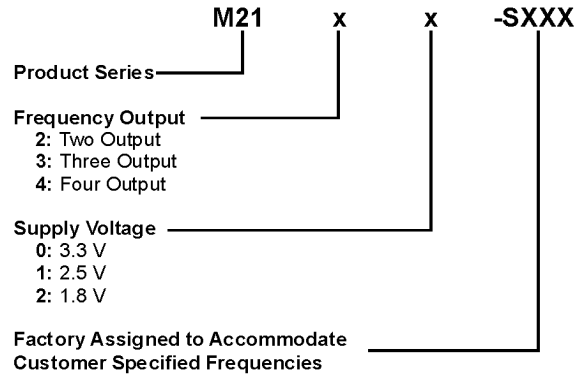 M21 x x -SXXX
Product Series
Frequency Output
2: Two Output
3: Three Output
4: Four Output
Supply Voltage
0: 3.3 V
1: 2.5 V
2: 1.8 V
Factory Assigned to Accommodate
Customer Specified Frequencies